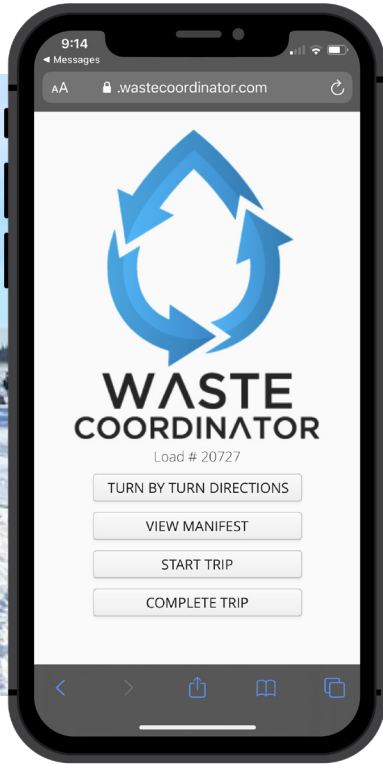 9:14
◀ Messages
AA .wastecoordinator.com
WASTE
COORDINATOR
Load # 20727
TURN BY TURN DIRECTIONS
VIEW MANIFEST
START TRIP
COMPLETE TRIP